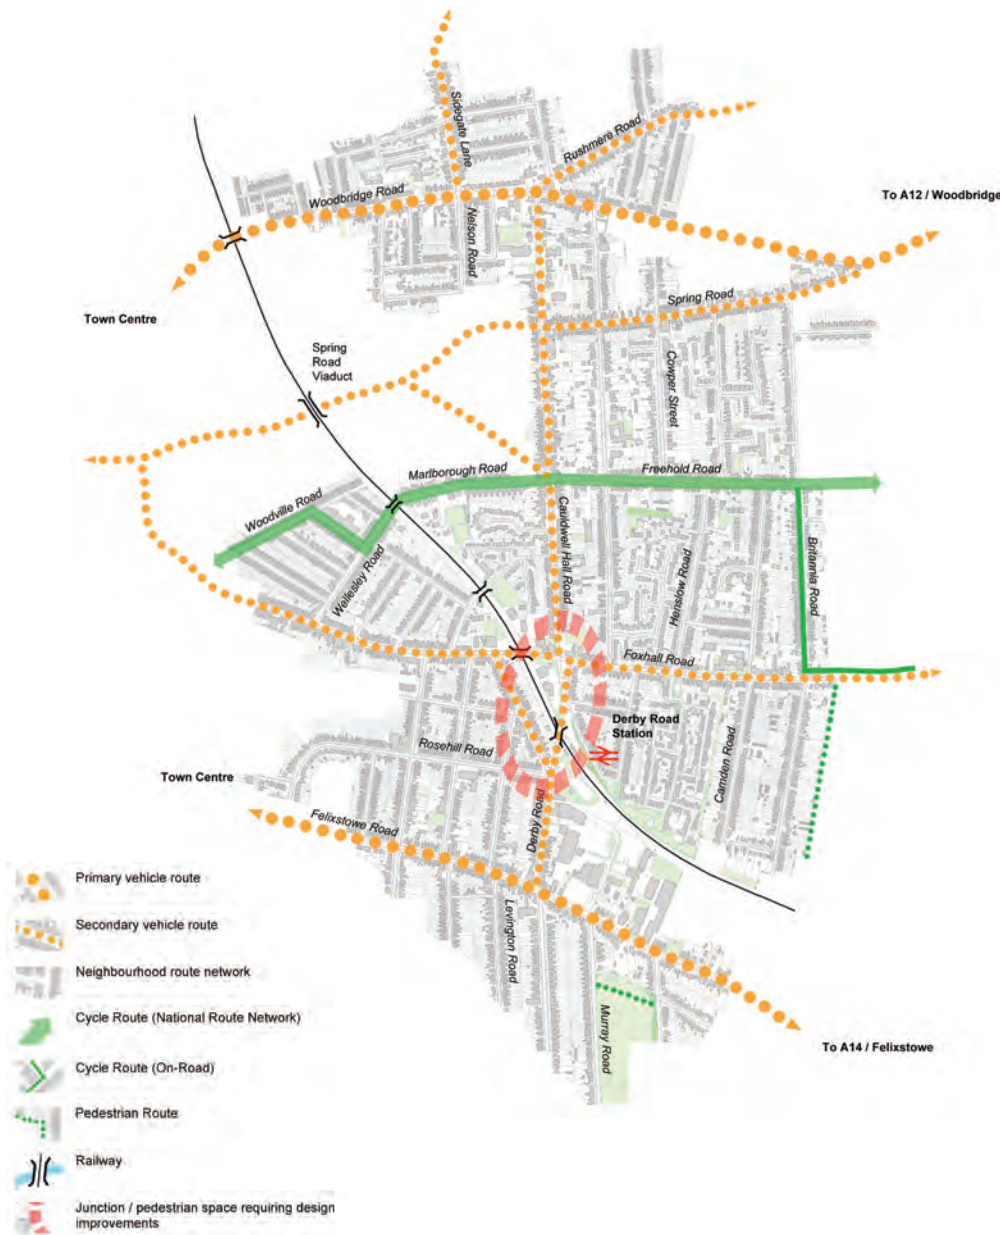 Sidegate Lane
Rushmere Road
Woodbridge Road
Nelson Road
To A12 / Woodbridge
Town Centre
Spring Road
Spring
Road
Viaduct
Cowper Street
Marlborough Road
Freehold Road
Woodville Road
Wellesley Road
Cauldwell Hall Road
Henslow Road
Britannia Road
Foxhall Road
Derby Road
Station
Rosehill Road
Town Centre
Camden Road
Felixstowe Road
Derby Road
Levington Road
Murray Road
To A14 / Felixstowe
Primary vehicle route
Secondary vehicle route
Neighbourhood route network
Cycle Route (National Route Network)
Cycle Route (On-Road)
Pedestrian Route
Railway
Junction / pedestrian space requiring design
improvements